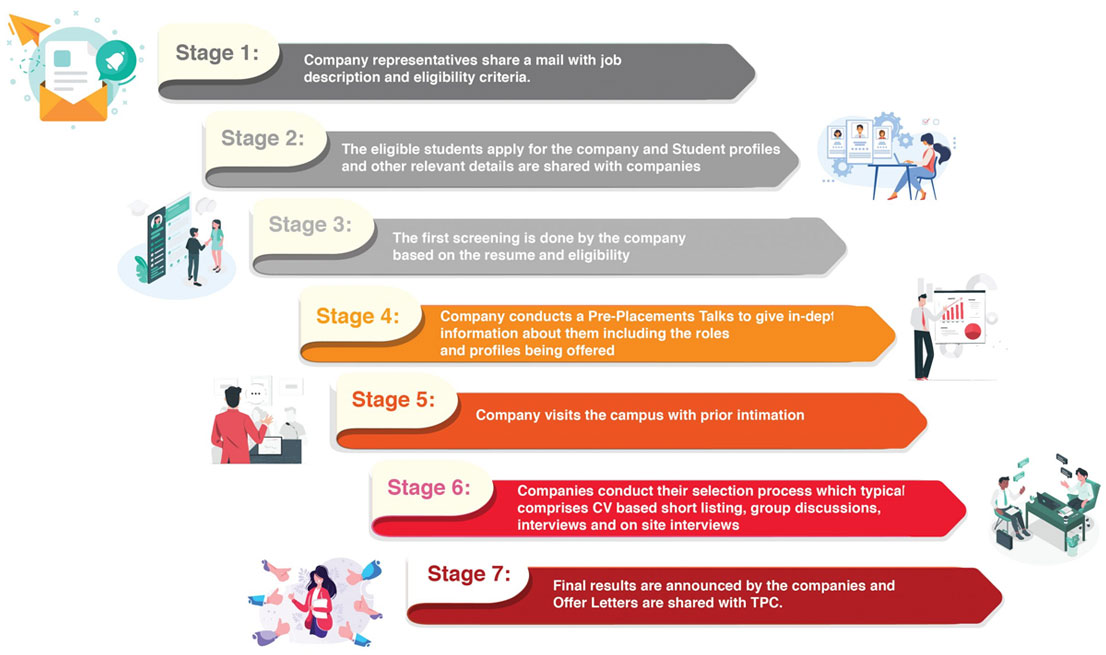 Stage 1:
Company representatives share a mail with job
description and eligibility criteria.
Stage 2:
The eligible students apply for the company and Student profiles
and other relevant details are shared with companies
Stage 3:
The first screening is done by the company
based on the resume and eligibility
Stage 4:
Company conducts a Pre-Placements Talks to give in-dept
information about them including the roles
and profiles being offered
Stage 5:
Company visits the campus with prior intimation
Stage 6:
Companies conduct their selection process which typical
comprises CV based short listing, group discussions,
interviews and on site interviews
Stage 7:
Final results are announced by the companies and
Offer Letters are shared with TPC.